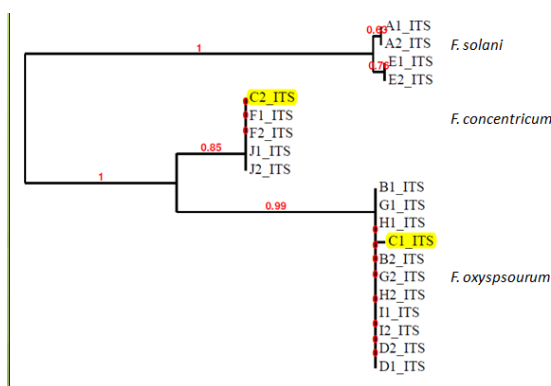 A1_ITS
0.63
A2_ITS
F. solani
1
E1_ITS
0.76
E2_ITS
C2_ITS
F1_ITS
F. concentricum
F2_ITS
0.85
J1_ITS
J2_ITS
1
B1_ITS
G1_ITS
0.99
H1_ITS
C1_ITS
B2_ITS
G2_ITS
F. oxyspsourum
H2_ITS
I1_ITS
I2_ITS
D2_ITS
D1_ITS